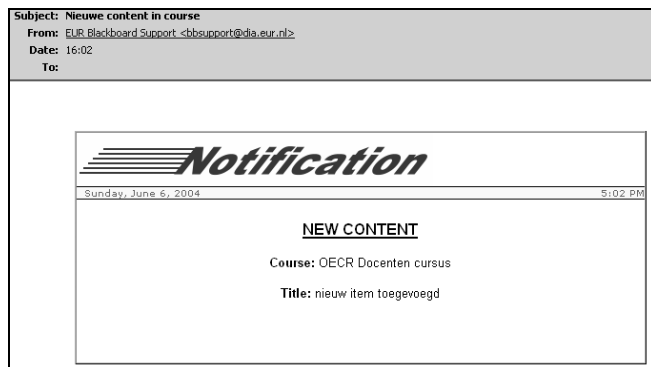 Subject: Nieuwe content in course
From: EUR Blackboard Support <bbsupport@dia.eur.nl>
Date: 16:02
To:
Notification
Sunday, June 6, 2004 5:02 PM
NEW CONTENT
Course: OECR Docenten cursus
Title: nieuw item toegevoegd